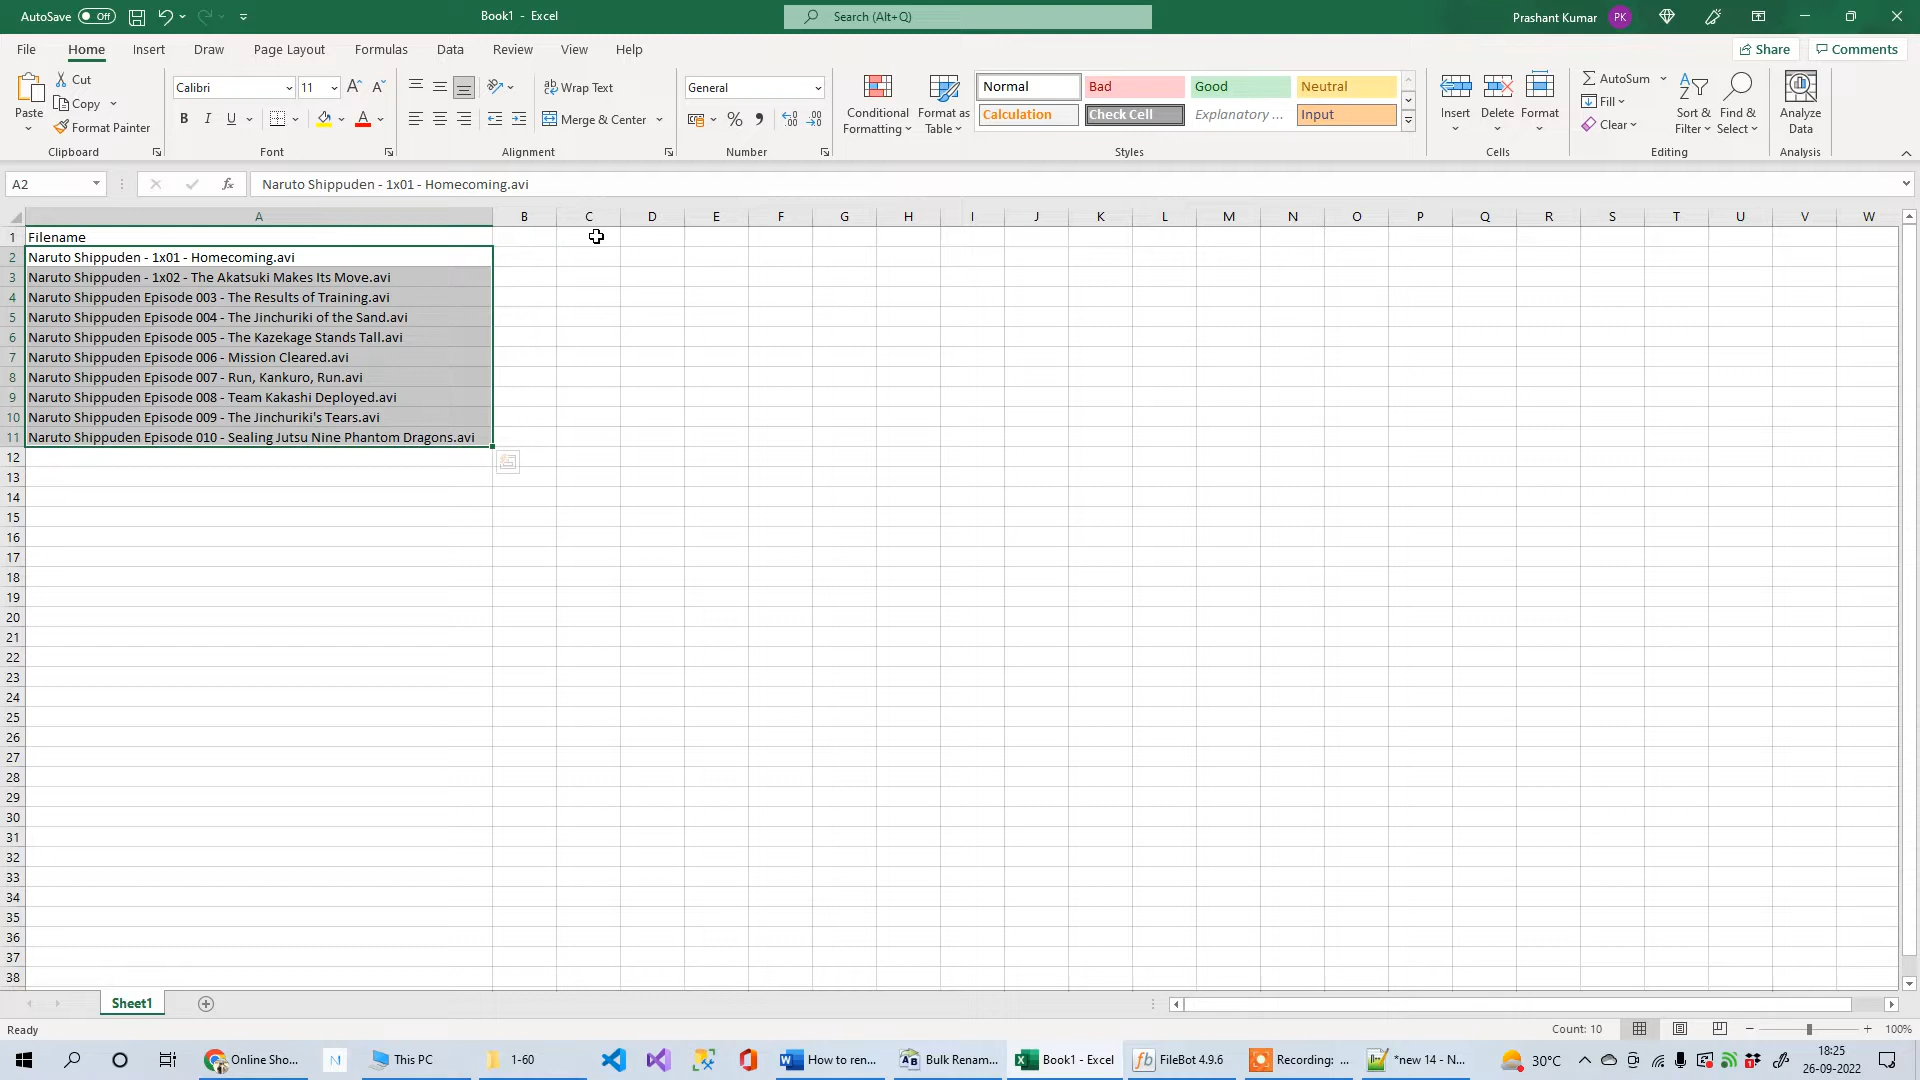 AutoSave Off Book1 - Excel Search (Alt+Q) Prashant Kumar PK
File Home Insert Draw Page Layout Formulas Data Review View Help Share Comments
Paste Cut Copy Format Painter Clipboard
Calibri 11 B I U Font
Wrap Text Merge & Center Alignment
General % Number
Conditional Formatting Format as Table
Normal Bad Good Neutral
Calculation Check Cell Explanatory ... Input
Styles
Insert Delete Format Cells
AutoSum Fill Clear Sort & Filter Find & Select Editing
Analyze Data Analysis
A2 fx Naruto Shippuden - 1x01 - Homecoming.avi
A B C D E F G H I J K L M N O P Q R S T U V W
1 Filename
2 Naruto Shippuden - 1x01 - Homecoming.avi
3 Naruto Shippuden - 1x02 - The Akatsuki Makes Its Move.avi
4 Naruto Shippuden Episode 003 - The Results of Training.avi
5 Naruto Shippuden Episode 004 - The Jinchuriki of the Sand.avi
6 Naruto Shippuden Episode 005 - The Kazekage Stands Tall.avi
7 Naruto Shippuden Episode 006 - Mission Cleared.avi
8 Naruto Shippuden Episode 007 - Run, Kankuro, Run.avi
9 Naruto Shippuden Episode 008 - Team Kakashi Deployed.avi
10 Naruto Shippuden Episode 009 - The Jinchuriki's Tears.avi
11 Naruto Shippuden Episode 010 - Sealing Jutsu Nine Phantom Dragons.avi
12
13
14
15
16
17
18
19
20
21
22
23
24
25
26
27
28
29
30
31
32
33
34
35
36
37
38
Sheet1
Ready Count: 10 100%
Online Sho... N This PC 1-60 How to ren... Bulk Renam... Book1 - Excel FileBot 4.9.6 Recording: ... *new 14 - N... 30°C 18:25
26-09-2022